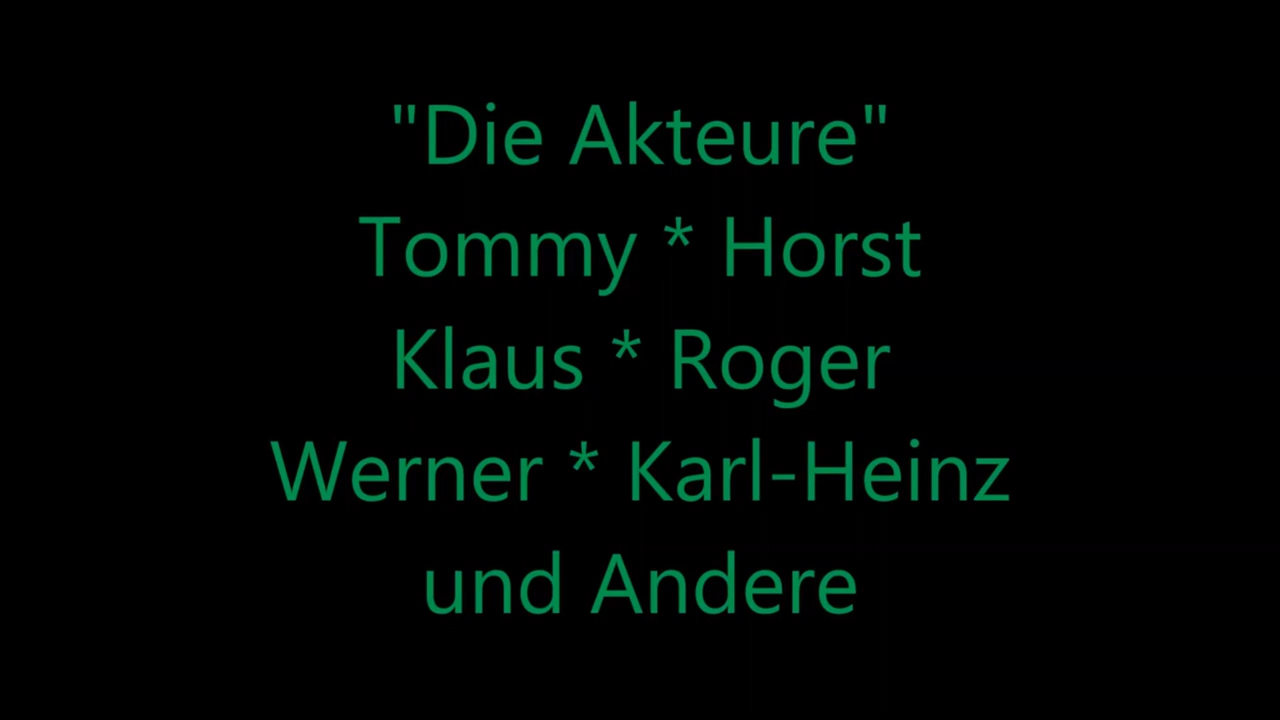 "Die Akteure"
Tommy * Horst
Klaus * Roger
Werner * Karl-Heinz
und Andere